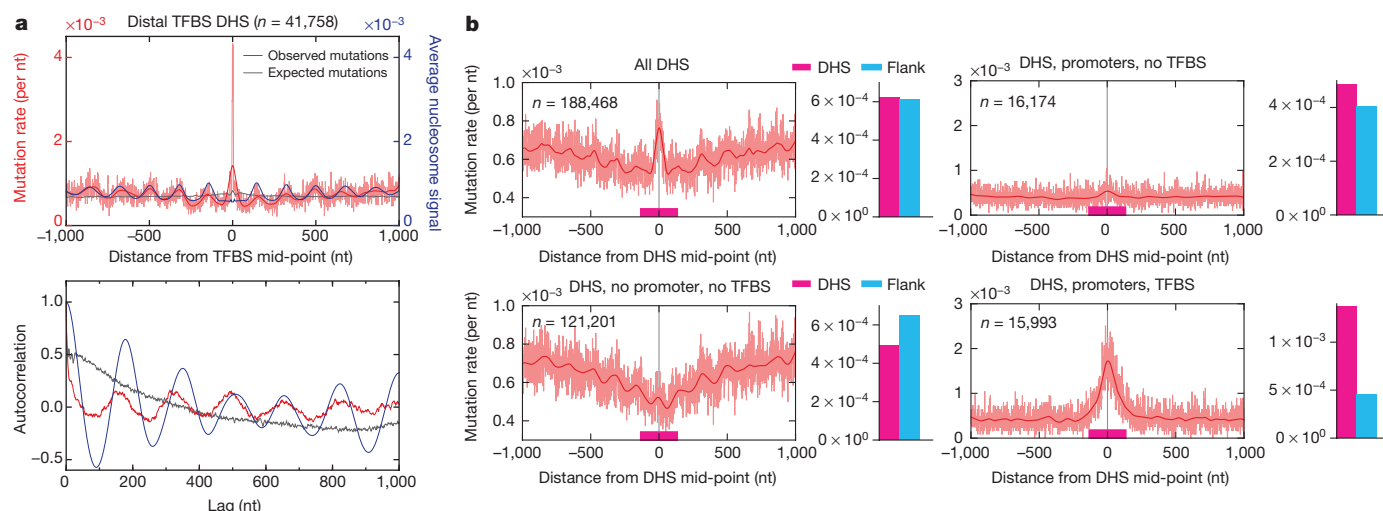 a
Distal TFBS DHS (n = 41,758)
×10⁻³
×10⁻³
Mutation rate (per nt)
4
2
0
Observed mutations
Expected mutations
4
2
0
Average nucleosome signal
−1,000 −500 0 500 1,000
Distance from TFBS mid-point (nt)
Autocorrelation
1.0
0.5
0.0
−0.5
0 200 400 600 800 1,000
Lag (nt)
b
All DHS
×10⁻³
n = 188,468
Mutation rate (per nt)
1.0
0.8
0.6
0.4
−1,000 −500 0 500 1,000
Distance from DHS mid-point (nt)
DHS Flank
6 × 10⁻⁴
4 × 10⁻⁴
2 × 10⁻⁴
0 × 10⁰
DHS, promoters, no TFBS
×10⁻³
n = 16,174
3
2
1
0
−1,000 −500 0 500 1,000
Distance from DHS mid-point (nt)
4 × 10⁻⁴
4 × 10⁻⁴
0 × 10⁰
DHS, no promoter, no TFBS
×10⁻³
n = 121,201
Mutation rate (per nt)
1.0
0.8
0.6
0.4
−1,000 −500 0 500 1,000
Distance from DHS mid-point (nt)
DHS Flank
6 × 10⁻⁴
4 × 10⁻⁴
2 × 10⁻⁴
0 × 10⁰
DHS, promoters, TFBS
×10⁻³
n = 15,993
3
2
1
0
−1,000 −500 0 500 1,000
Distance from DHS mid-point (nt)
1 × 10⁻³
5 × 10⁻⁴
0 × 10⁰